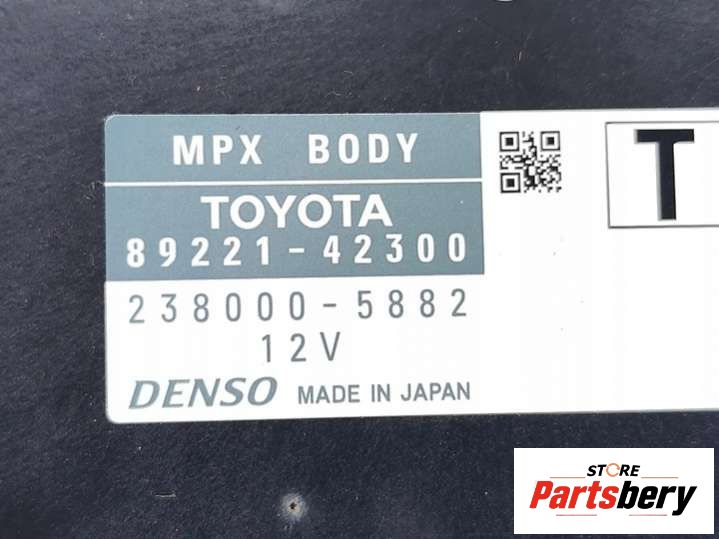 MPX BODY
T
TOYOTA
89221-42300
238000-5882
12V
DENSO MADE IN JAPAN
STORE
Partsbery